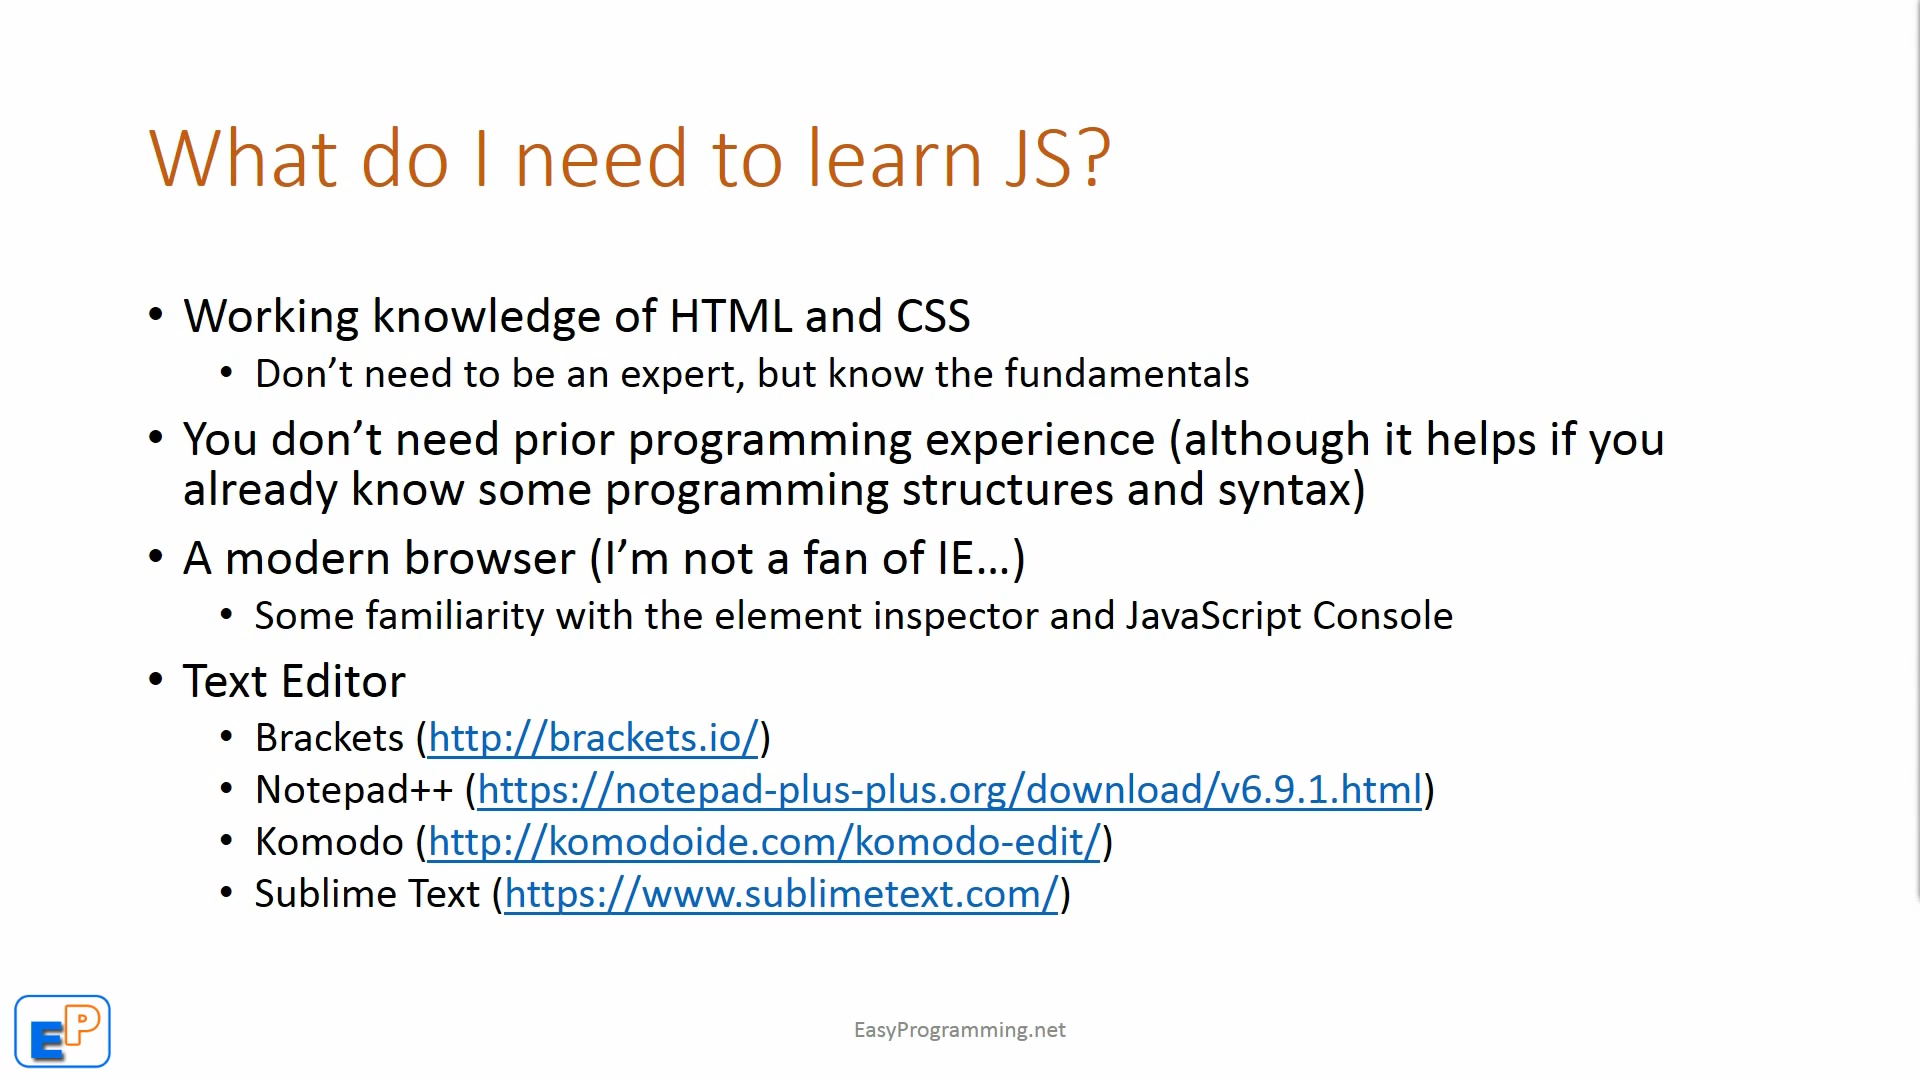 What do I need to learn JS?
• Working knowledge of HTML and CSS
• Don’t need to be an expert, but know the fundamentals
• You don’t need prior programming experience (although it helps if you
already know some programming structures and syntax)
• A modern browser (I’m not a fan of IE…)
• Some familiarity with the element inspector and JavaScript Console
• Text Editor
• Brackets (http://brackets.io/)
• Notepad++ (https://notepad-plus-plus.org/download/v6.9.1.html)
• Komodo (http://komodoide.com/komodo-edit/)
• Sublime Text (https://www.sublimetext.com/)
EP
EasyProgramming.net